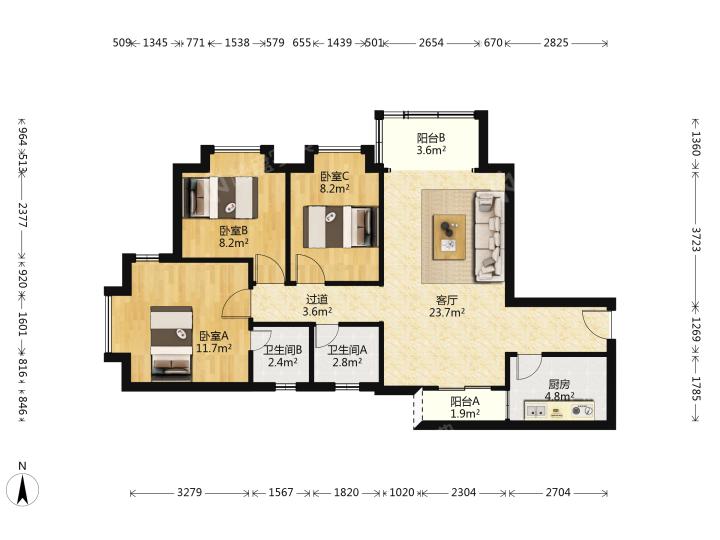 509 1345 771 1538 579 655 1439 501 2654 670 2825
964
513
2377
920
1601
816
846
1360
3723
1269
1785
阳台B
3.6m²
卧室C
8.2m²
卧室B
8.2m²
过道
3.6m²
客厅
23.7m²
卧室A
11.7m²
卫生间B
2.4m²
卫生间A
2.8m²
厨房
4.8m²
阳台A
1.9m²
N
3279 1567 1820 1020 2304 2704